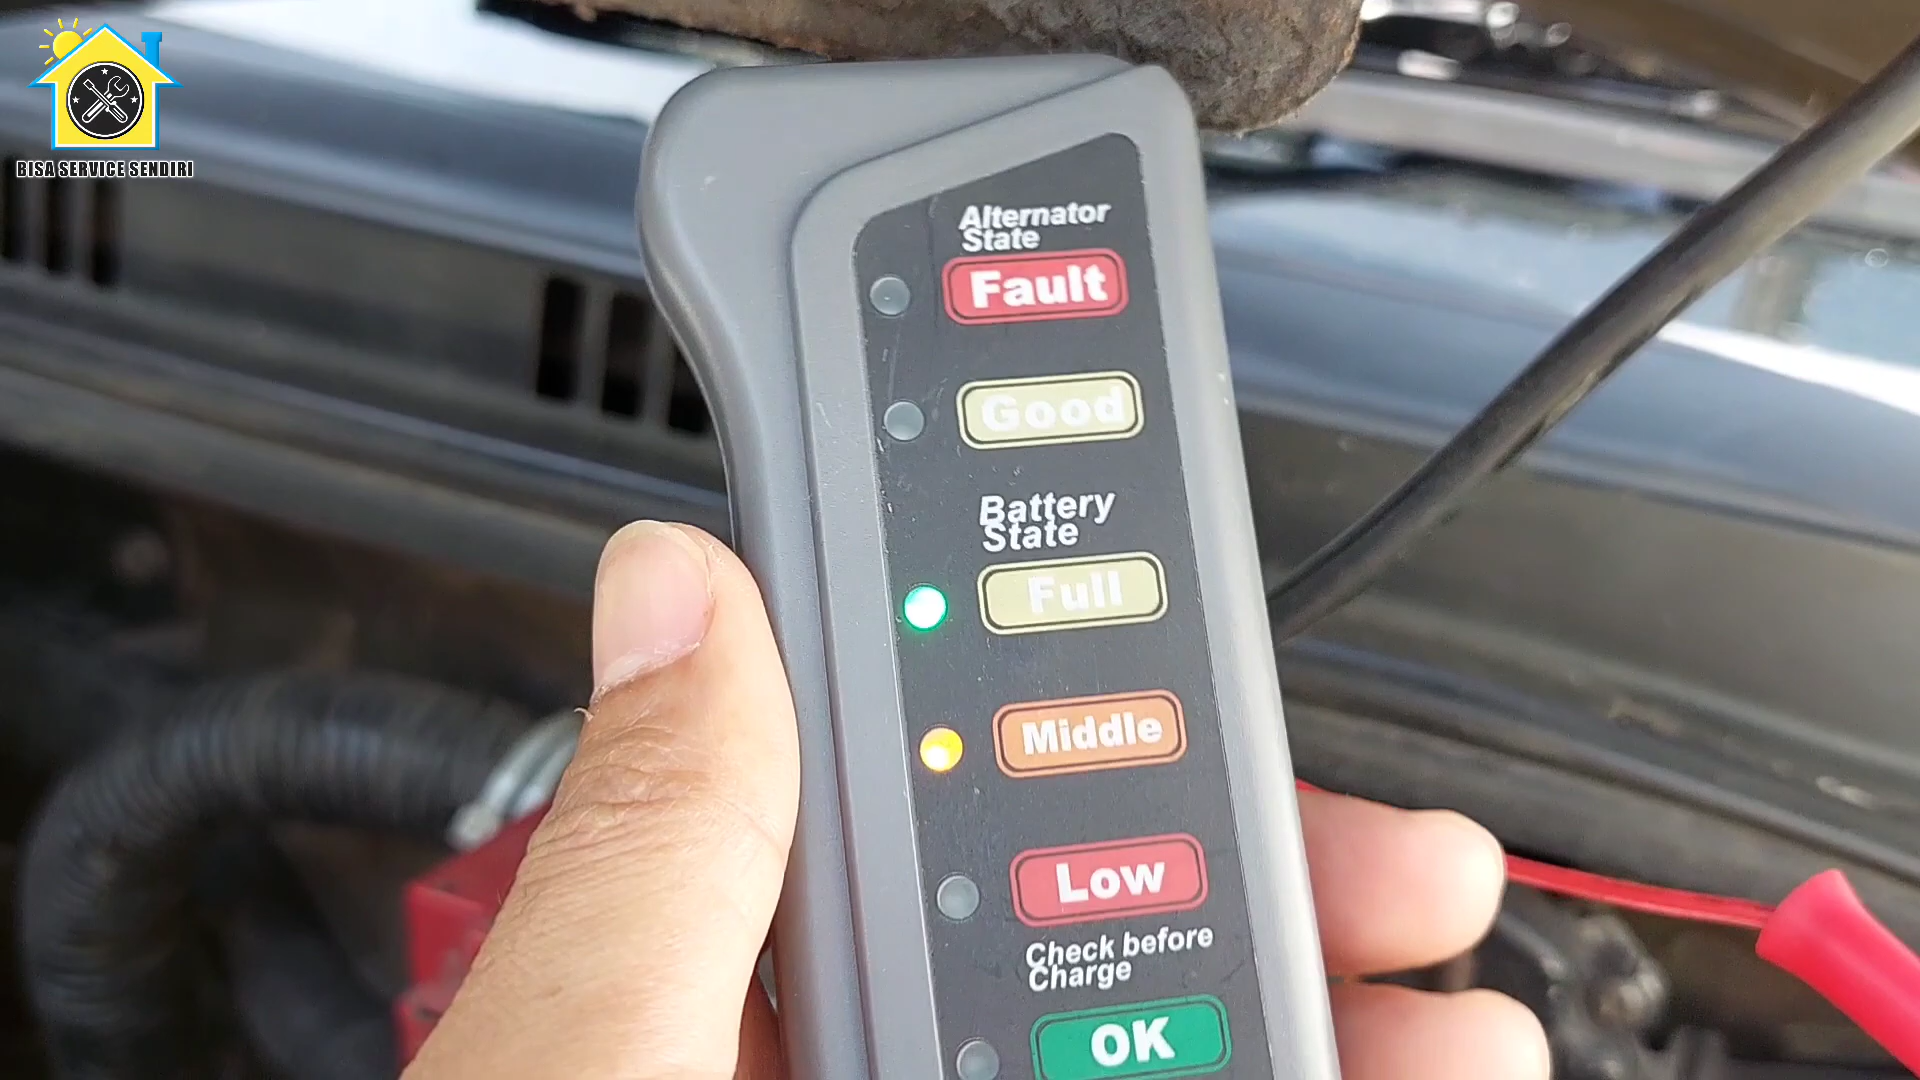 BISA SERVICE SENDIRI
Alternator
State
Fault
Good
Battery
State
Full
Middle
Low
Check before
Charge
OK